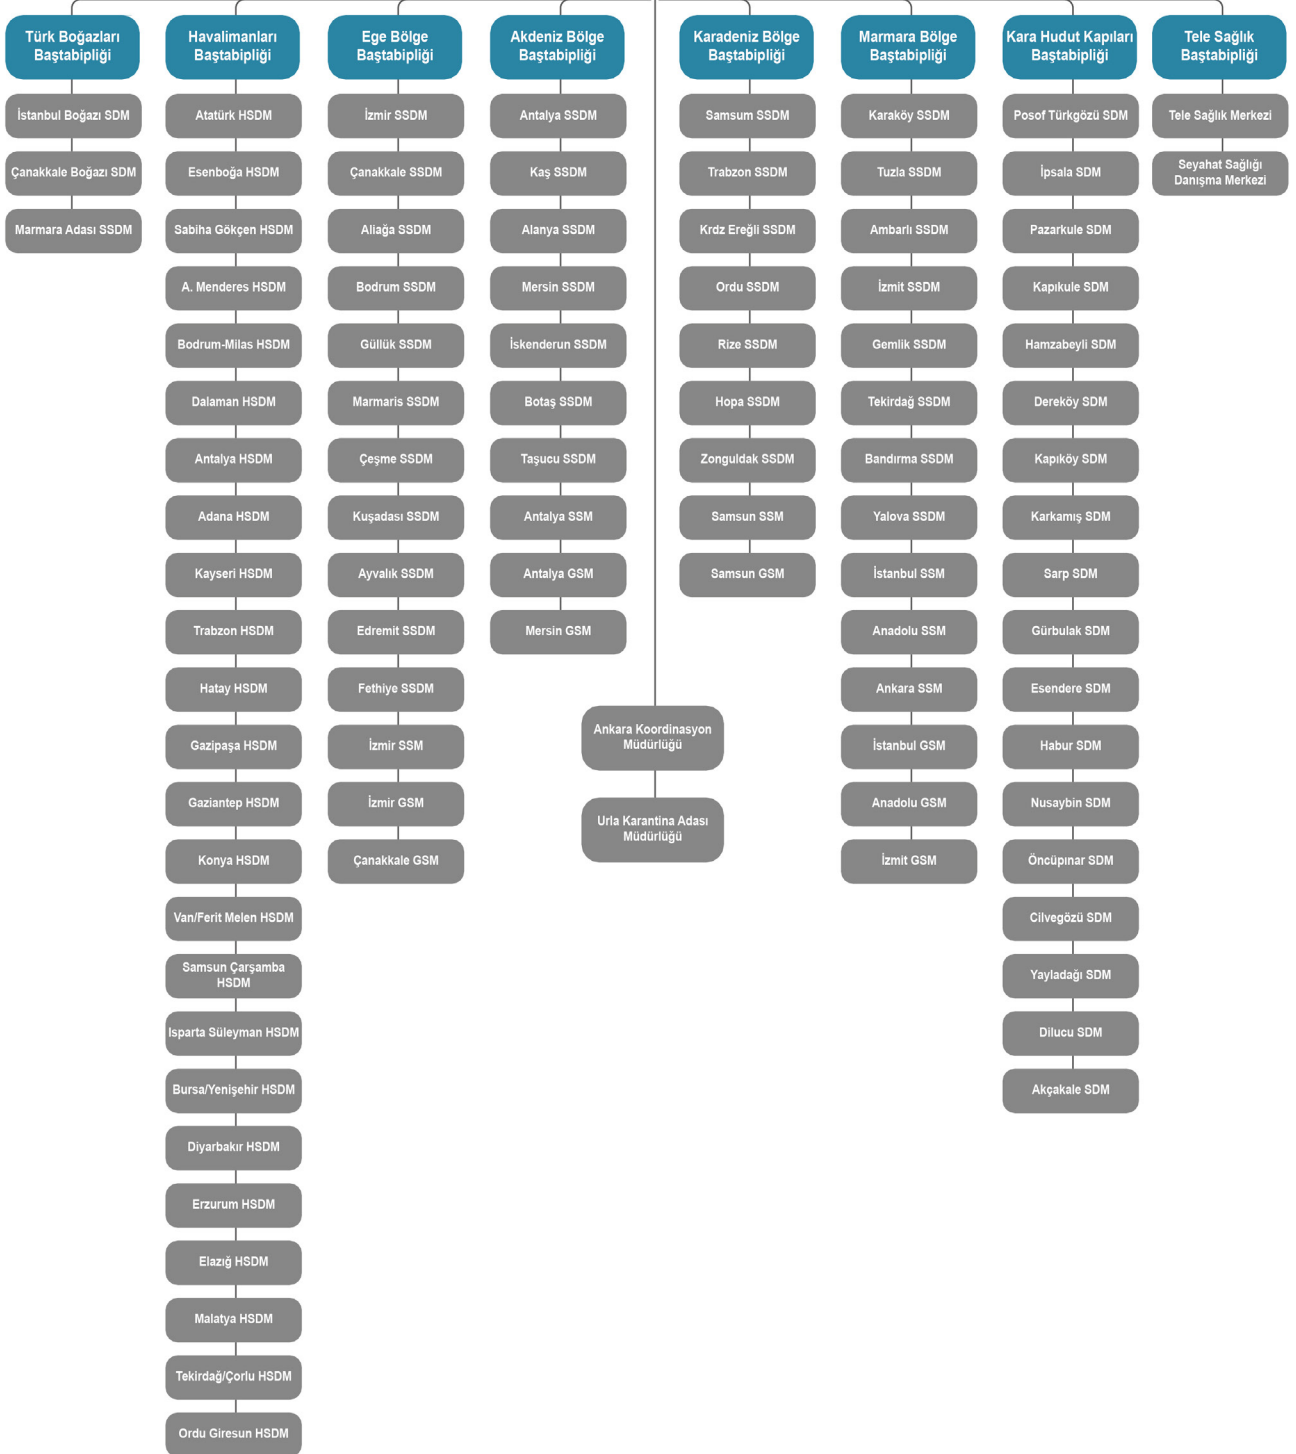 Türk Boğazları
Baştabipliği
İstanbul Boğazı SDM
Çanakkale Boğazı SDM
Marmara Adası SSDM
Havalimanları
Baştabipliği
Atatürk HSDM
Esenboğa HSDM
Sabiha Gökçen HSDM
A. Menderes HSDM
Bodrum-Milas HSDM
Dalaman HSDM
Antalya HSDM
Adana HSDM
Kayseri HSDM
Trabzon HSDM
Hatay HSDM
Gazipaşa HSDM
Gaziantep HSDM
Konya HSDM
Van/Ferit Melen HSDM
Samsun Çarşamba
HSDM
Isparta Süleyman HSDM
Bursa/Yenişehir HSDM
Diyarbakır HSDM
Erzurum HSDM
Elazığ HSDM
Malatya HSDM
Tekirdağ/Çorlu HSDM
Ordu Giresun HSDM
Ege Bölge
Baştabipliği
İzmir SSDM
Çanakkale SSDM
Aliağa SSDM
Bodrum SSDM
Güllük SSDM
Marmaris SSDM
Çeşme SSDM
Kuşadası SSDM
Ayvalık SSDM
Edremit SSDM
Fethiye SSDM
İzmir SSM
İzmir GSM
Çanakkale GSM
Akdeniz Bölge
Baştabipliği
Antalya SSDM
Kaş SSDM
Alanya SSDM
Mersin SSDM
İskenderun SSDM
Botaş SSDM
Taşucu SSDM
Antalya SSM
Antalya GSM
Mersin GSM
Ankara Koordinasyon
Müdürlüğü
Urla Karantina Adası
Müdürlüğü
Karadeniz Bölge
Baştabipliği
Samsum SSDM
Trabzon SSDM
Krdz Ereğli SSDM
Ordu SSDM
Rize SSDM
Hopa SSDM
Zonguldak SSDM
Samsun SSM
Samsun GSM
Marmara Bölge
Baştabipliği
Karaköy SSDM
Tuzla SSDM
Ambarlı SSDM
İzmit SSDM
Gemlik SSDM
Tekirdağ SSDM
Bandırma SSDM
Yalova SSDM
İstanbul SSM
Anadolu SSM
Ankara SSM
İstanbul GSM
Anadolu GSM
İzmit GSM
Kara Hudut Kapıları
Baştabipliği
Posof Türkgözü SDM
İpsala SDM
Pazarkule SDM
Kapıkule SDM
Hamzabeyli SDM
Dereköy SDM
Kapıköy SDM
Karkamış SDM
Sarp SDM
Gürbulak SDM
Esendere SDM
Habur SDM
Nusaybin SDM
Öncüpınar SDM
Cilvegözü SDM
Yayladağı SDM
Dilucu SDM
Akçakale SDM
Tele Sağlık
Baştabipliği
Tele Sağlık Merkezi
Seyahat Sağlığı
Danışma Merkezi